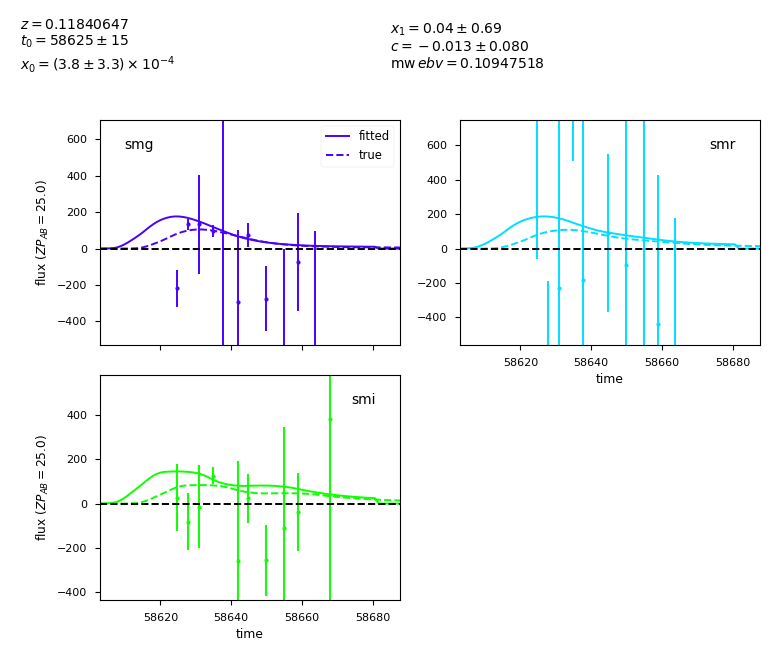 z = 0.11840647
t₀ = 58625 ± 15
x₀ = (3.8 ± 3.3) × 10⁻⁴
x₁ = 0.04 ± 0.69
c = −0.013 ± 0.080
mw ebv = 0.10947518
smg
fitted
true
600
400
200
0
−200
−400
flux (ZP_AB = 25.0)
smr
600
400
200
0
−200
−400
58620 58640 58660 58680
time
smi
400
200
0
−200
−400
flux (ZP_AB = 25.0)
58620 58640 58660 58680
time